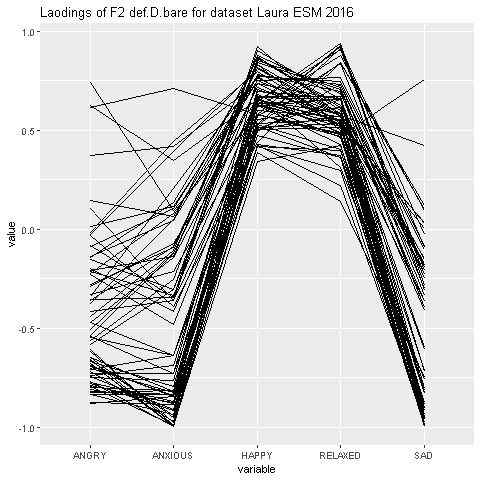 Laodings of F2 def.D.bare for dataset Laura ESM 2016
1.0
0.5
value
0.0
-0.5
-1.0
ANGRY ANXIOUS HAPPY RELAXED SAD
variable